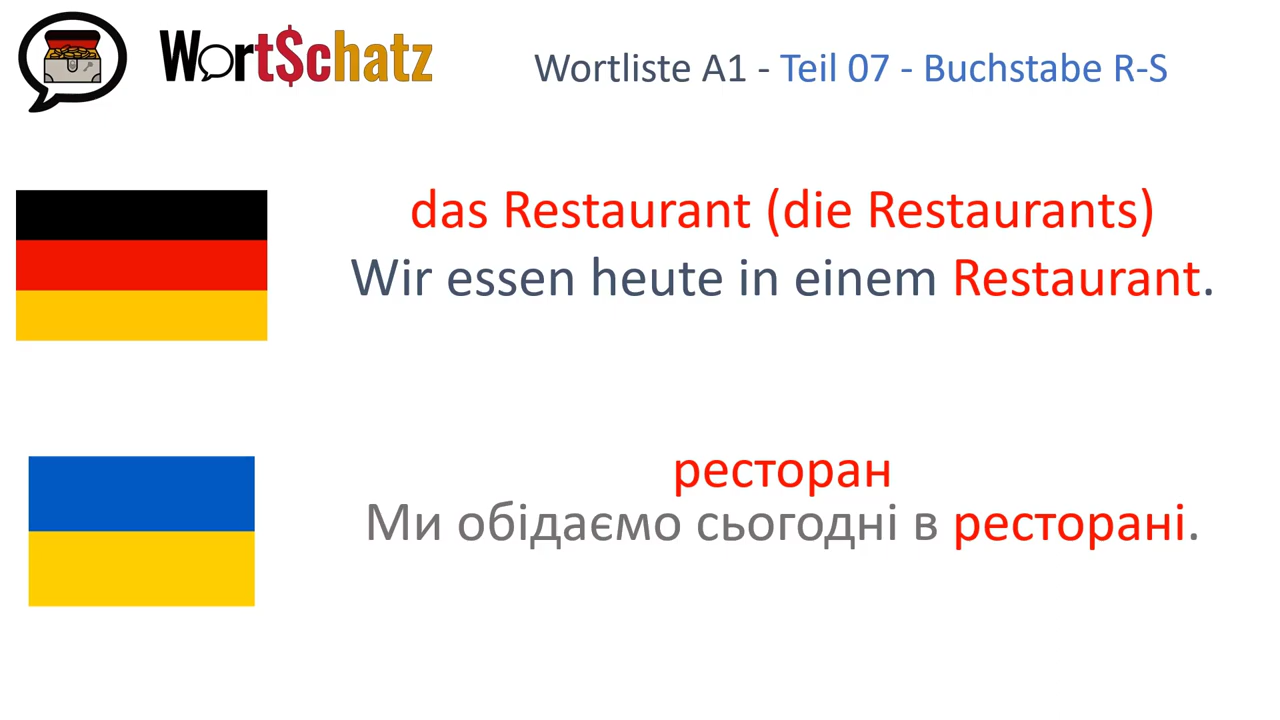 Wort$chatz
Wortliste A1 - Teil 07 - Buchstabe R-S
das Restaurant (die Restaurants)
Wir essen heute in einem Restaurant.
ресторан
Ми обідаємо сьогодні в ресторані.